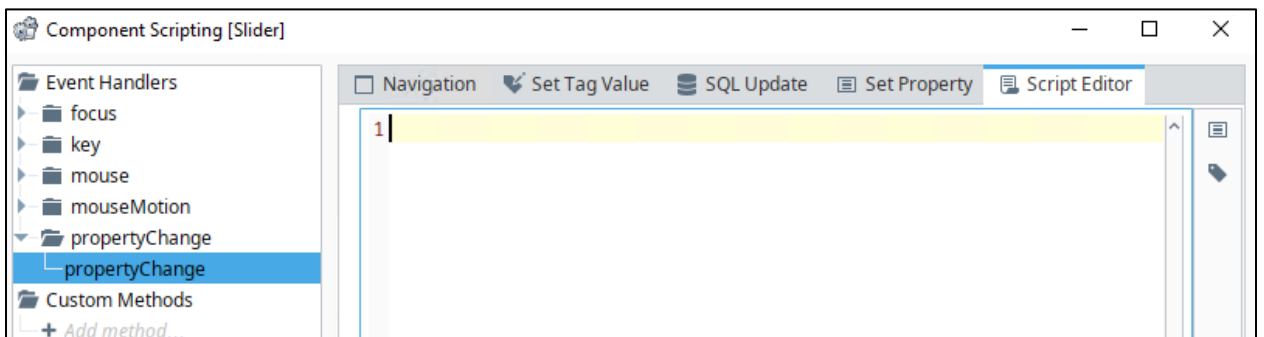 Component Scripting [Slider]
Event Handlers
focus
key
mouse
mouseMotion
propertyChange
propertyChange
Custom Methods
Add method...
Navigation
Set Tag Value
SQL Update
Set Property
Script Editor
1